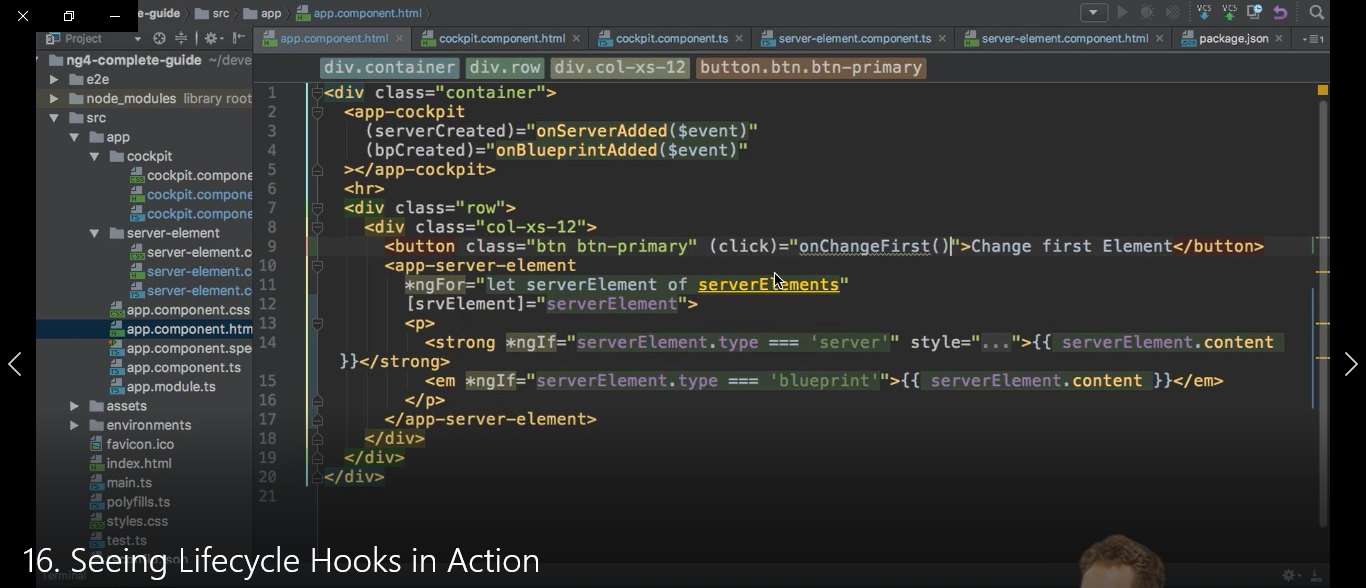 e-guide src app app.component.html
VCS VCS
Project
app.component.html cockpit.component.html cockpit.component.ts server-element.component.ts server-element.component.html package.json
ng4-complete-guide ~/deve
e2e
node_modules library root
src
app
cockpit
cockpit.compone
cockpit.compone
cockpit.compone
server-element
server-element.c
server-element.c
server-element.c
app.component.css
app.component.htm
app.component.spe
app.component.ts
app.module.ts
assets
environments
favicon.ico
index.html
main.ts
polyfills.ts
styles.css
test.ts
div.container div.row div.col-xs-12 button.btn.btn-primary
1 <div class="container">
2 <app-cockpit
3 (serverCreated)="onServerAdded($event)"
4 (bpCreated)="onBlueprintAdded($event)"
5 ></app-cockpit>
6 <hr>
7 <div class="row">
8 <div class="col-xs-12">
9 <button class="btn btn-primary" (click)="onChangeFirst()">Change first Element</button>
10 <app-server-element
11 *ngFor="let serverElement of serverElements"
12 [srvElement]="serverElement">
13 <p>
14 <strong *ngIf="serverElement.type === 'server'" style="...">{{ serverElement.content
}}</strong>
15 <em *ngIf="serverElement.type === 'blueprint'">{{ serverElement.content }}</em>
16 </p>
17 </app-server-element>
18 </div>
19 </div>
20 </div>
21
16. Seeing Lifecycle Hooks in Action
Terminal